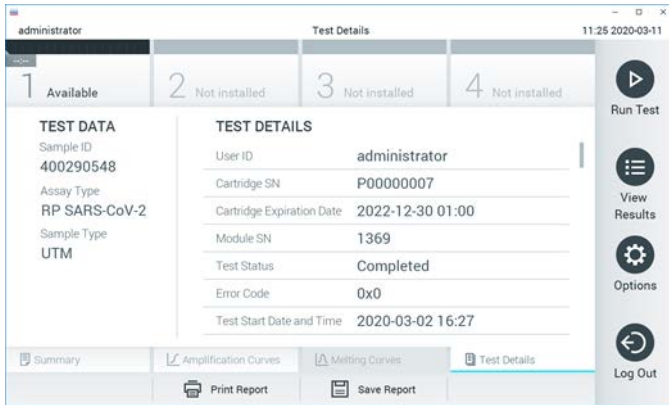 administrator Test Details 11:25 2020-03-11
--:--
1 Available 2 Not installed 3 Not installed 4 Not installed
Run Test
View
Results
Options
Log Out
TEST DATA
Sample ID
400290548
Assay Type
RP SARS-CoV-2
Sample Type
UTM
TEST DETAILS
User ID administrator
Cartridge SN P00000007
Cartridge Expiration Date 2022-12-30 01:00
Module SN 1369
Test Status Completed
Error Code 0x0
Test Start Date and Time 2020-03-02 16:27
Summary Amplification Curves Melting Curves Test Details
Print Report Save Report